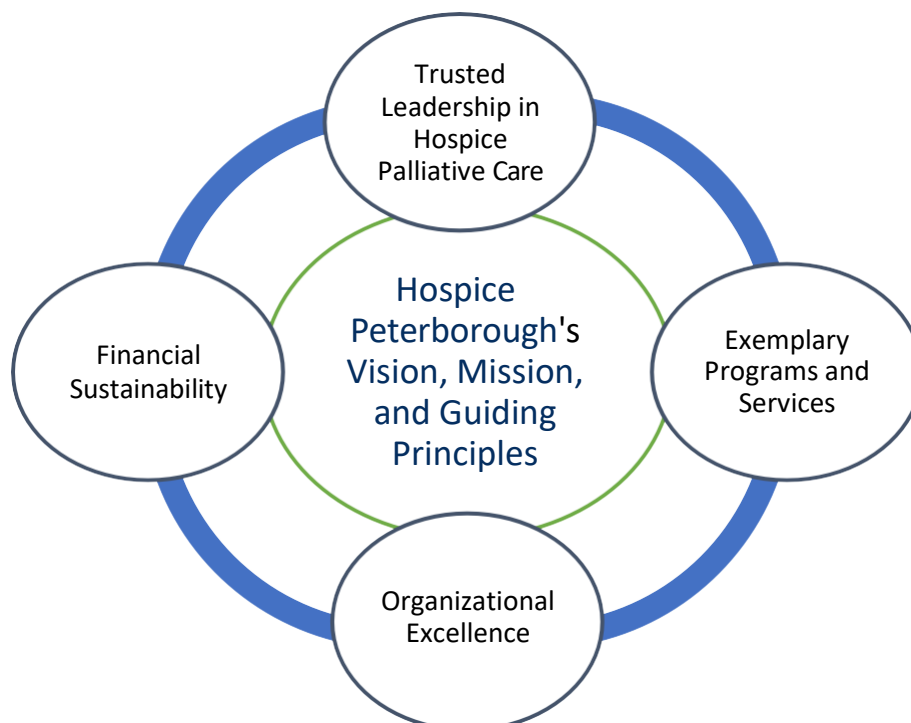 Trusted
Leadership in
Hospice
Palliative Care
Hospice
Peterborough's
Vision, Mission,
and Guiding
Principles
Financial
Sustainability
Exemplary
Programs and
Services
Organizational
Excellence